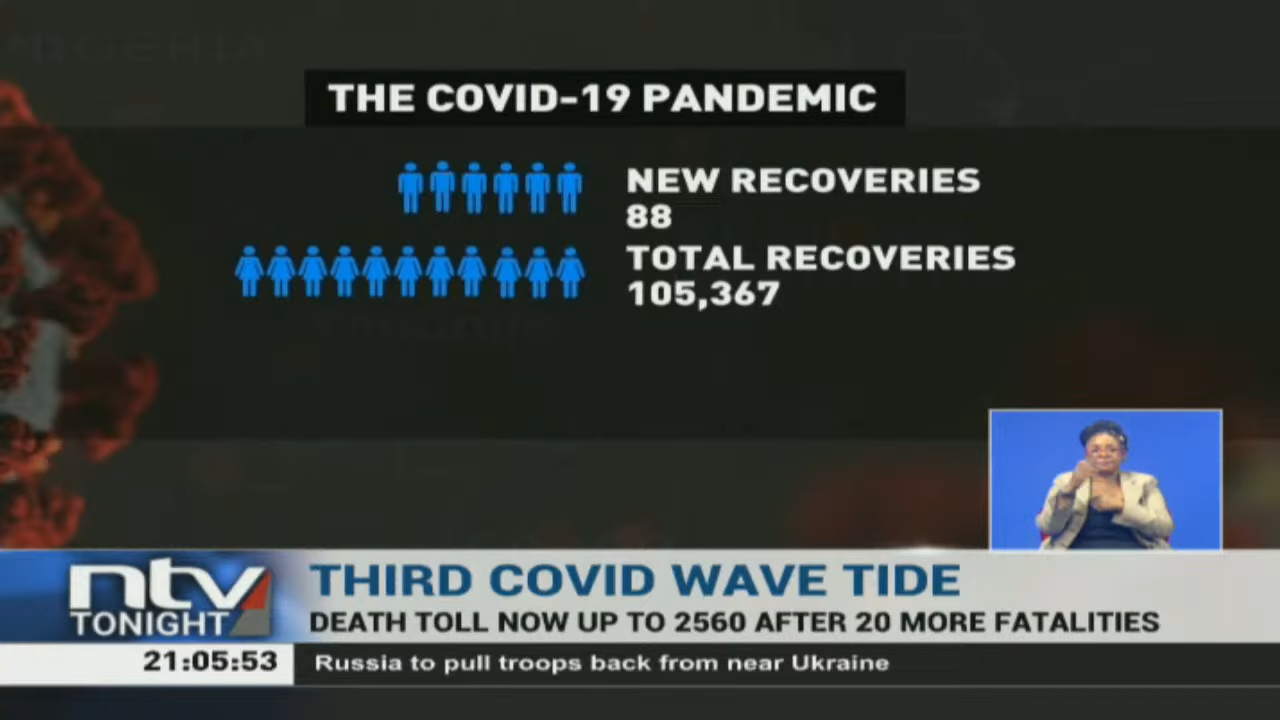 THE COVID-19 PANDEMIC
NEW RECOVERIES
88
TOTAL RECOVERIES
105,367
ntv
TONIGHT
THIRD COVID WAVE TIDE
DEATH TOLL NOW UP TO 2560 AFTER 20 MORE FATALITIES
21:05:53
Russia to pull troops back from near Ukraine